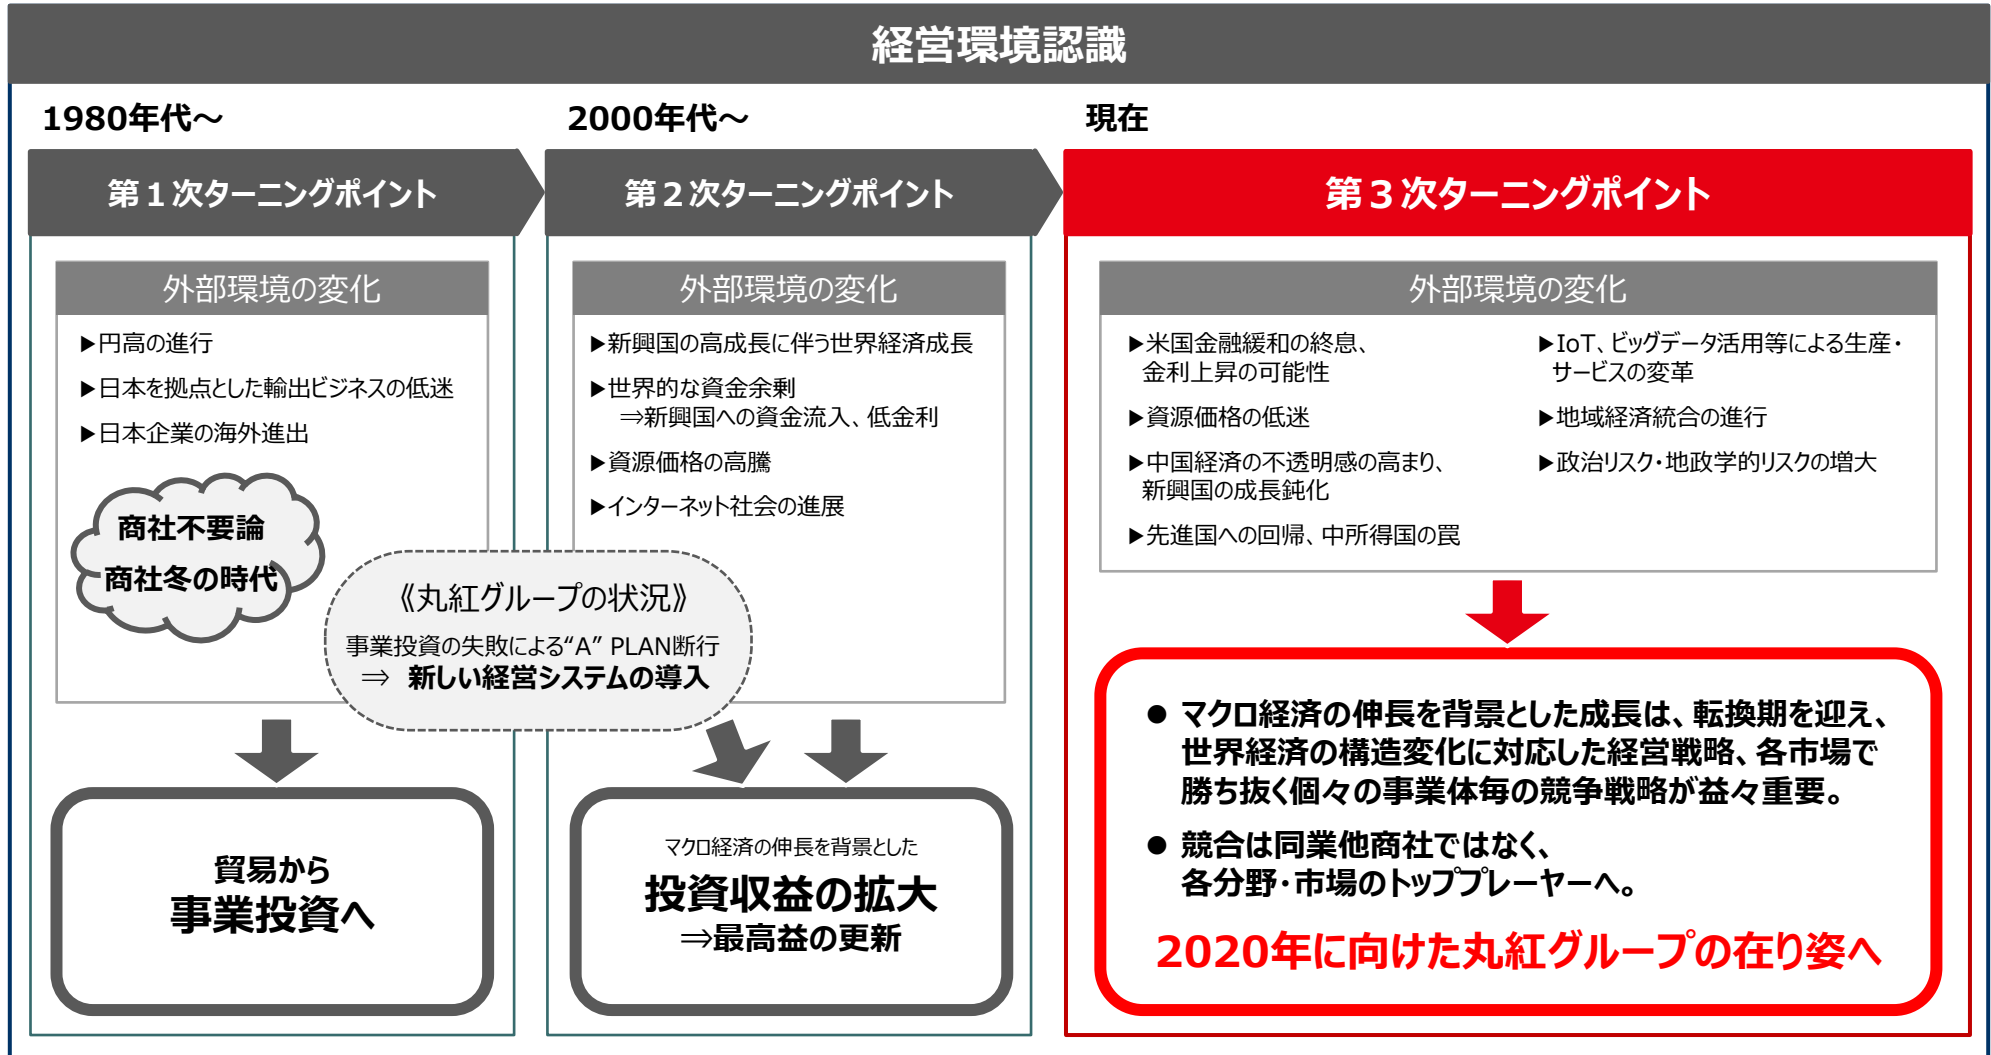 経営環境認識
1980年代～
第１次ターニングポイント
外部環境の変化
▶円高の進行
▶日本を拠点とした輸出ビジネスの低迷
▶日本企業の海外進出
商社不要論
商社冬の時代
《丸紅グループの状況》
事業投資の失敗による“A” PLAN断行
⇒ 新しい経営システムの導入
貿易から
事業投資へ
2000年代～
第２次ターニングポイント
外部環境の変化
▶新興国の高成長に伴う世界経済成長
▶世界的な資金余剰
⇒新興国への資金流入、低金利
▶資源価格の高騰
▶インターネット社会の進展
マクロ経済の伸長を背景とした
投資収益の拡大
⇒最高益の更新
現在
第３次ターニングポイント
外部環境の変化
▶米国金融緩和の終息、
金利上昇の可能性
▶資源価格の低迷
▶中国経済の不透明感の高まり、
新興国の成長鈍化
▶先進国への回帰、中所得国の罠
▶IoT、ビッグデータ活用等による生産・
サービスの変革
▶地域経済統合の進行
▶政治リスク・地政学的リスクの増大
● マクロ経済の伸長を背景とした成長は、転換期を迎え、
世界経済の構造変化に対応した経営戦略、各市場で
勝ち抜く個々の事業体毎の競争戦略が益々重要。
● 競合は同業他商社ではなく、
各分野・市場のトッププレーヤーへ。
2020年に向けた丸紅グループの在り姿へ